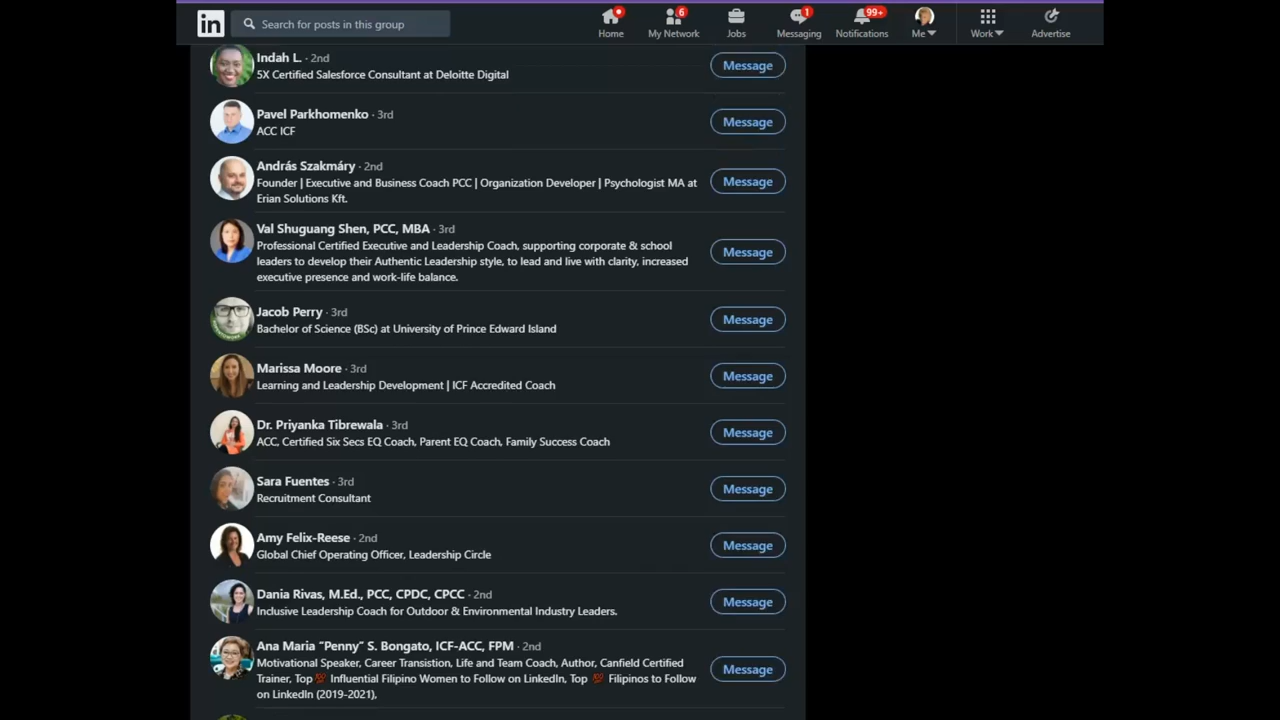 in
Search for posts in this group
Home
6
My Network
Jobs
1
Messaging
99+
Notifications
Me
Work
Advertise
Indah L. · 2nd
5X Certified Salesforce Consultant at Deloitte Digital
Message
Pavel Parkhomenko · 3rd
ACC ICF
Message
András Szakmáry · 2nd
Founder | Executive and Business Coach PCC | Organization Developer | Psychologist MA at
Erian Solutions Kft.
Message
Val Shuguang Shen, PCC, MBA · 3rd
Professional Certified Executive and Leadership Coach, supporting corporate & school
leaders to develop their Authentic Leadership style, to lead and live with clarity, increased
executive presence and work-life balance.
Message
Jacob Perry · 3rd
Bachelor of Science (BSc) at University of Prince Edward Island
Message
Marissa Moore · 3rd
Learning and Leadership Development | ICF Accredited Coach
Message
Dr. Priyanka Tibrewala · 3rd
ACC, Certified Six Secs EQ Coach, Parent EQ Coach, Family Success Coach
Message
Sara Fuentes · 3rd
Recruitment Consultant
Message
Amy Felix-Reese · 2nd
Global Chief Operating Officer, Leadership Circle
Message
Dania Rivas, M.Ed., PCC, CPDC, CPCC · 2nd
Inclusive Leadership Coach for Outdoor & Environmental Industry Leaders.
Message
Ana Maria “Penny” S. Bongato, ICF-ACC, FPM · 2nd
Motivational Speaker, Career Transistion, Life and Team Coach, Author, Canfield Certified
Trainer, Top 💯 Influential Filipino Women to Follow on LinkedIn, Top 💯 Filipinos to Follow
on LinkedIn (2019-2021),
Message